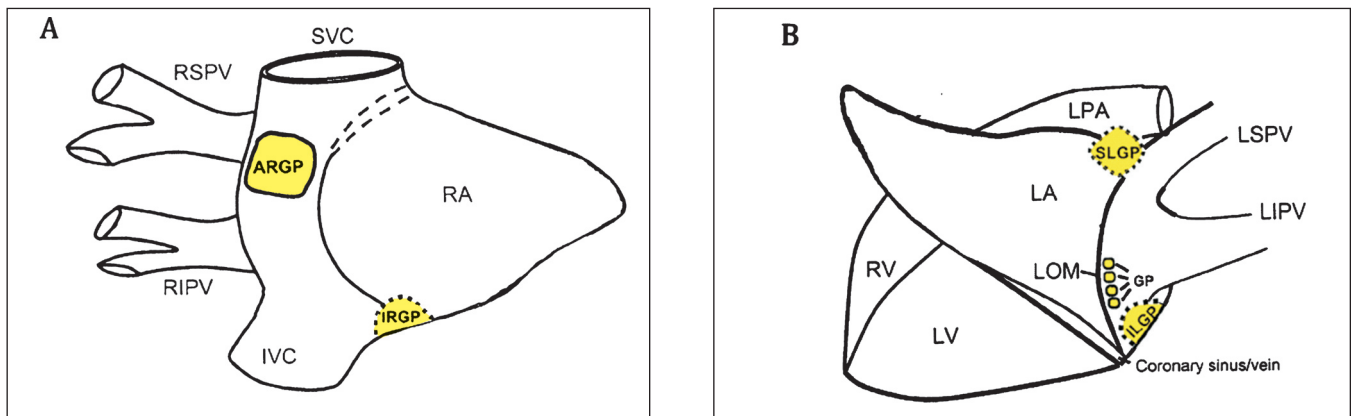 A
SVC
RSPV
ARGP
RA
RIPV
IRGP
IVC
B
LPA
LSPV
SLGP
LA
LIPV
RV
LOM
GP
ILGP
LV
Coronary sinus/vein